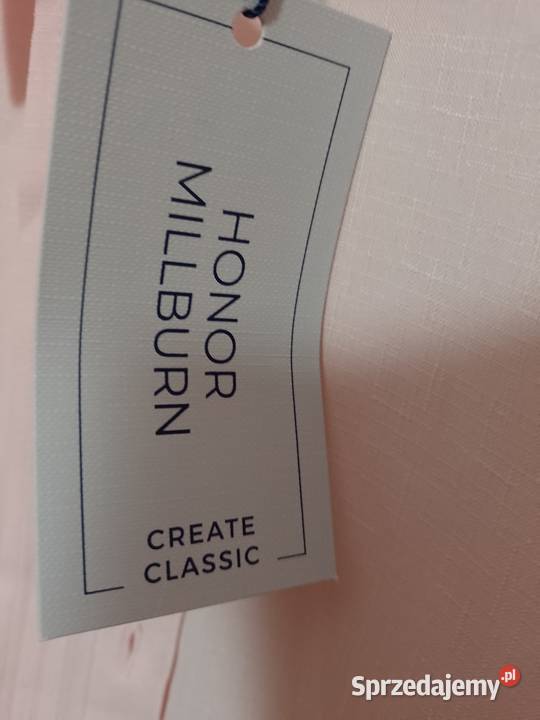 HONOR
MILLBURN
CREATE
CLASSIC
Sprzedajemy.pl